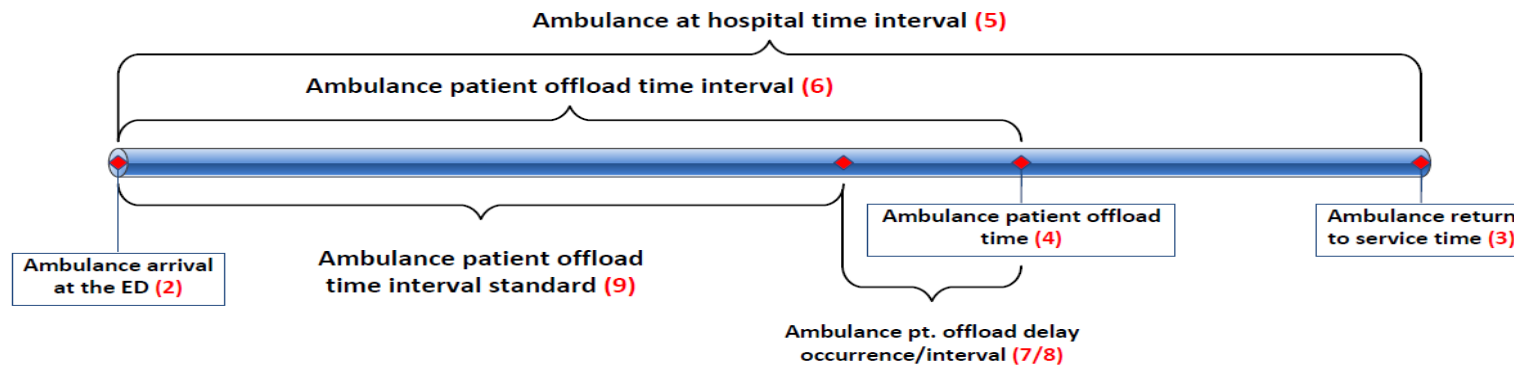 Ambulance at hospital time interval (5)
Ambulance patient offload time interval (6)
Ambulance patient offload
time (4)
Ambulance return
to service time (3)
Ambulance arrival
at the ED (2)
Ambulance patient offload
time interval standard (9)
Ambulance pt. offload delay
occurrence/interval (7/8)